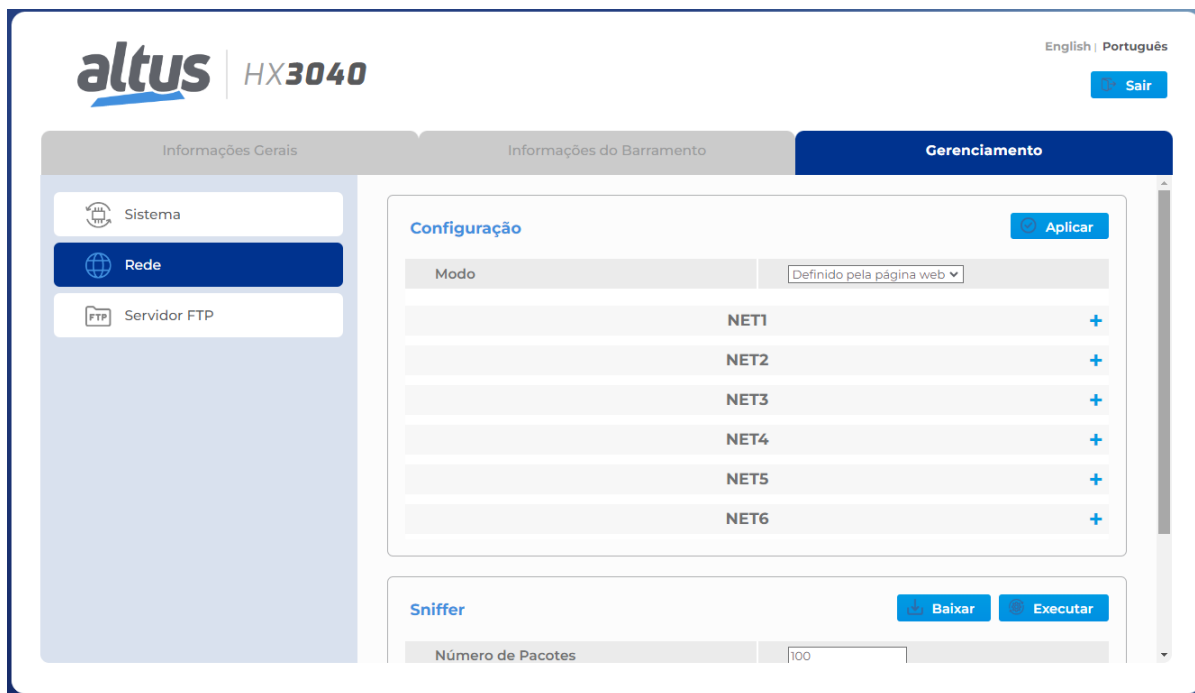 English | Português
altus HX3040
Sair
Informações Gerais Informações do Barramento Gerenciamento
Sistema
Rede
FTP Servidor FTP
Configuração Aplicar
Modo Definido pela página web
NET1 +
NET2 +
NET3 +
NET4 +
NET5 +
NET6 +
Sniffer Baixar Executar
Número de Pacotes 100